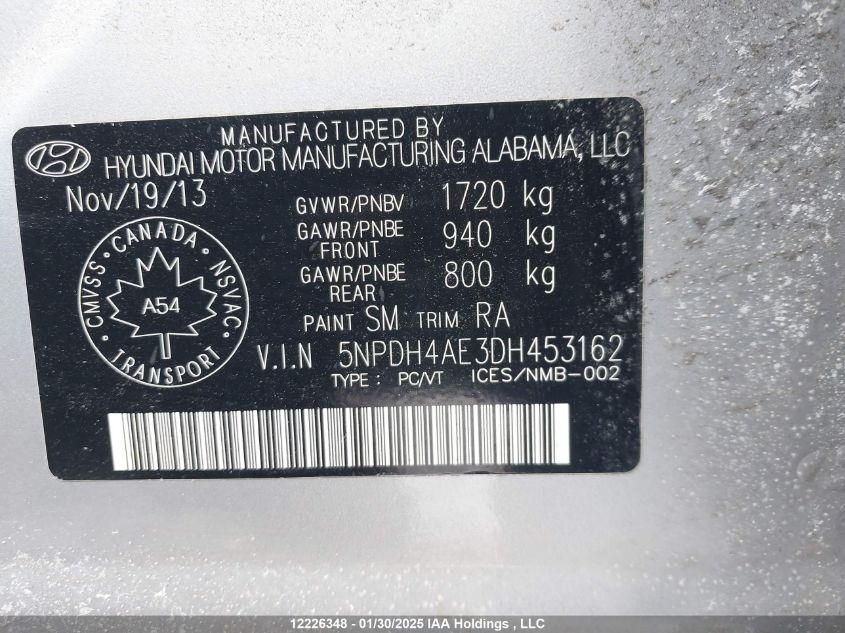 MANUFACTURED BY
HYUNDAI MOTOR MANUFACTURING ALABAMA, LLC
Nov/19/13
GVWR/PNBV 1720 kg
GAWR/PNBE FRONT 940 kg
GAWR/PNBE REAR 800 kg
PAINT SM TRIM RA
V.I.N 5NPDH4AE3DH453162
TYPE : PC/VT ICES/NMB-002
CANADA
CMVSS NSVAC
A54
TRANSPORT
12226348 - 01/30/2025 IAA Holdings , LLC